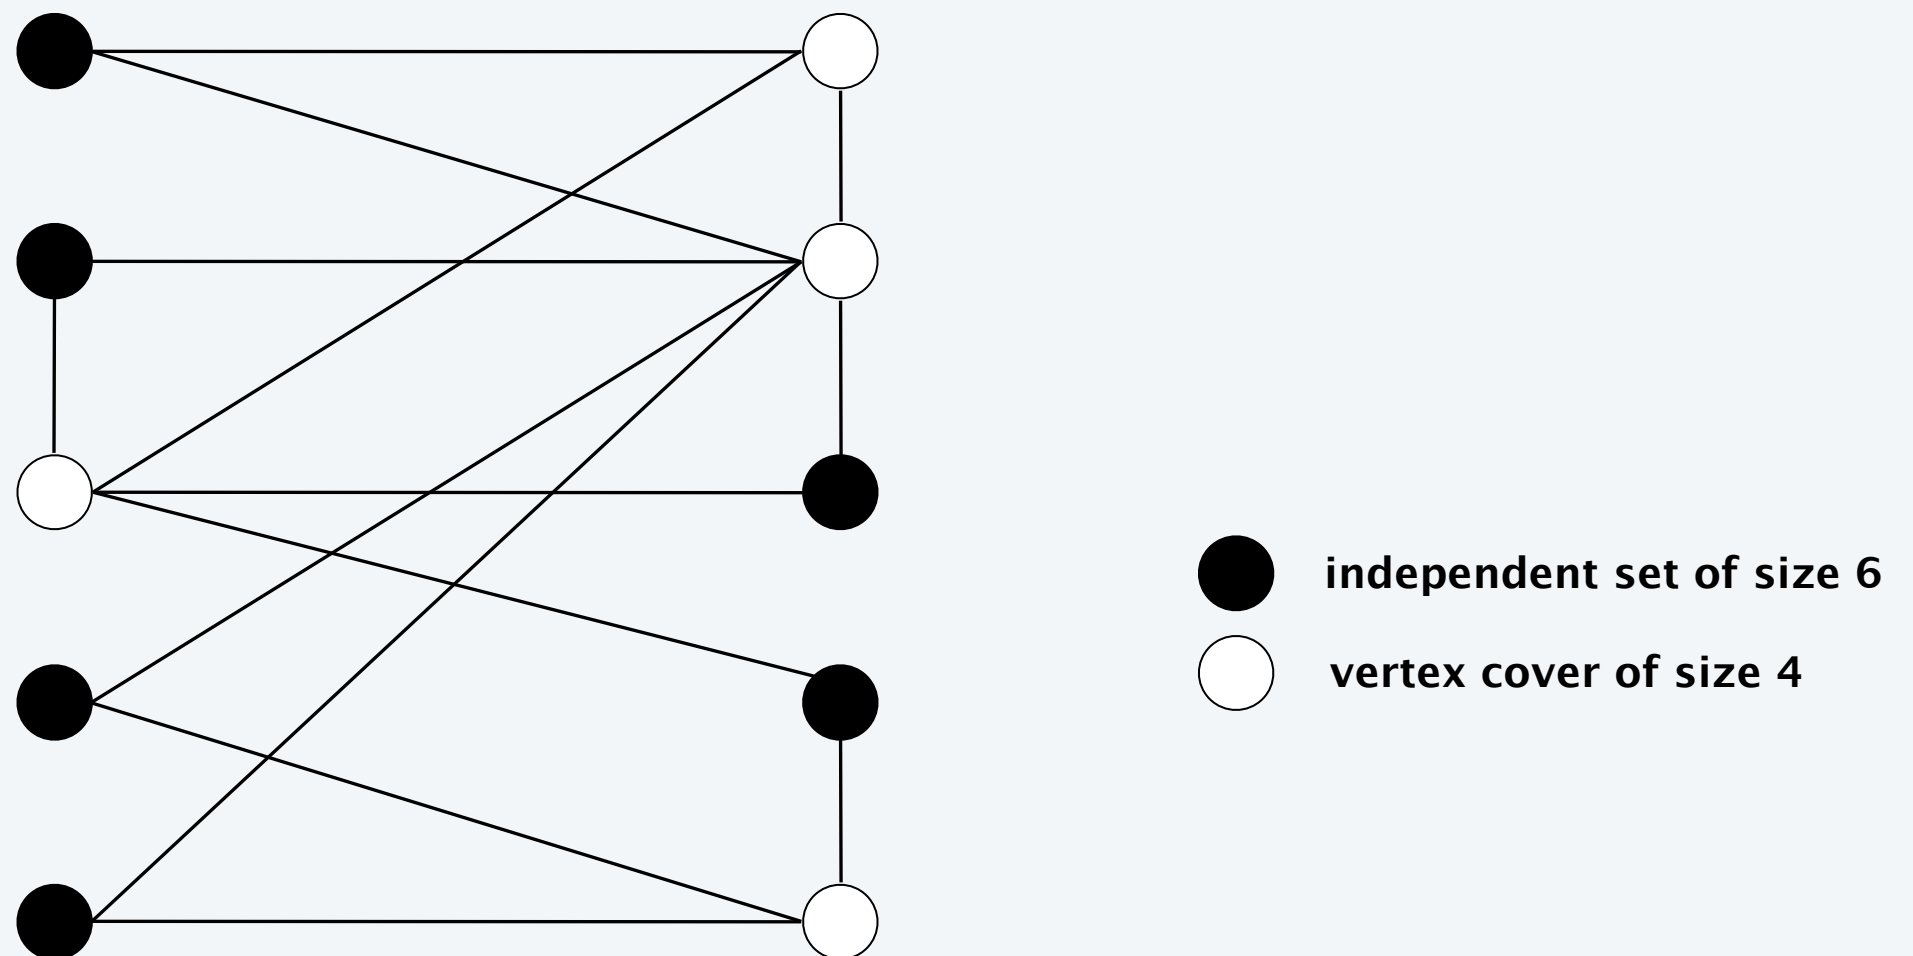 independent set of size 6
vertex cover of size 4